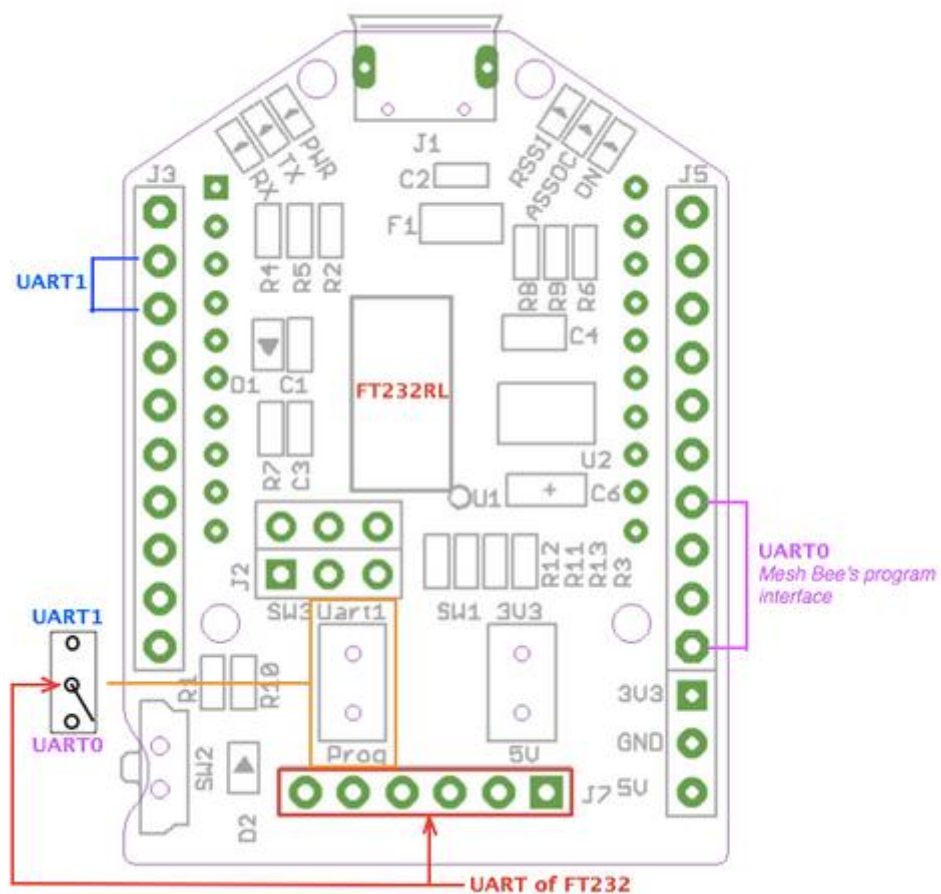 J1
PWR
TX
RX
RSSI
ASSOC
ON
J3
J5
C2
F1
R4
R5
R2
R8
R9
R6
UART1
C4
FT232RL
D1
C1
U2
R7
C3
U1
+
C6
UART0
Mesh Bee's program
interface
J2
R12
R11
R13
R3
SW3
Uart1
SW1
3V3
UART1
R1
R10
3V3
UART0
GND
Prog
5V
SW2
5V
J7
D2
UART of FT232